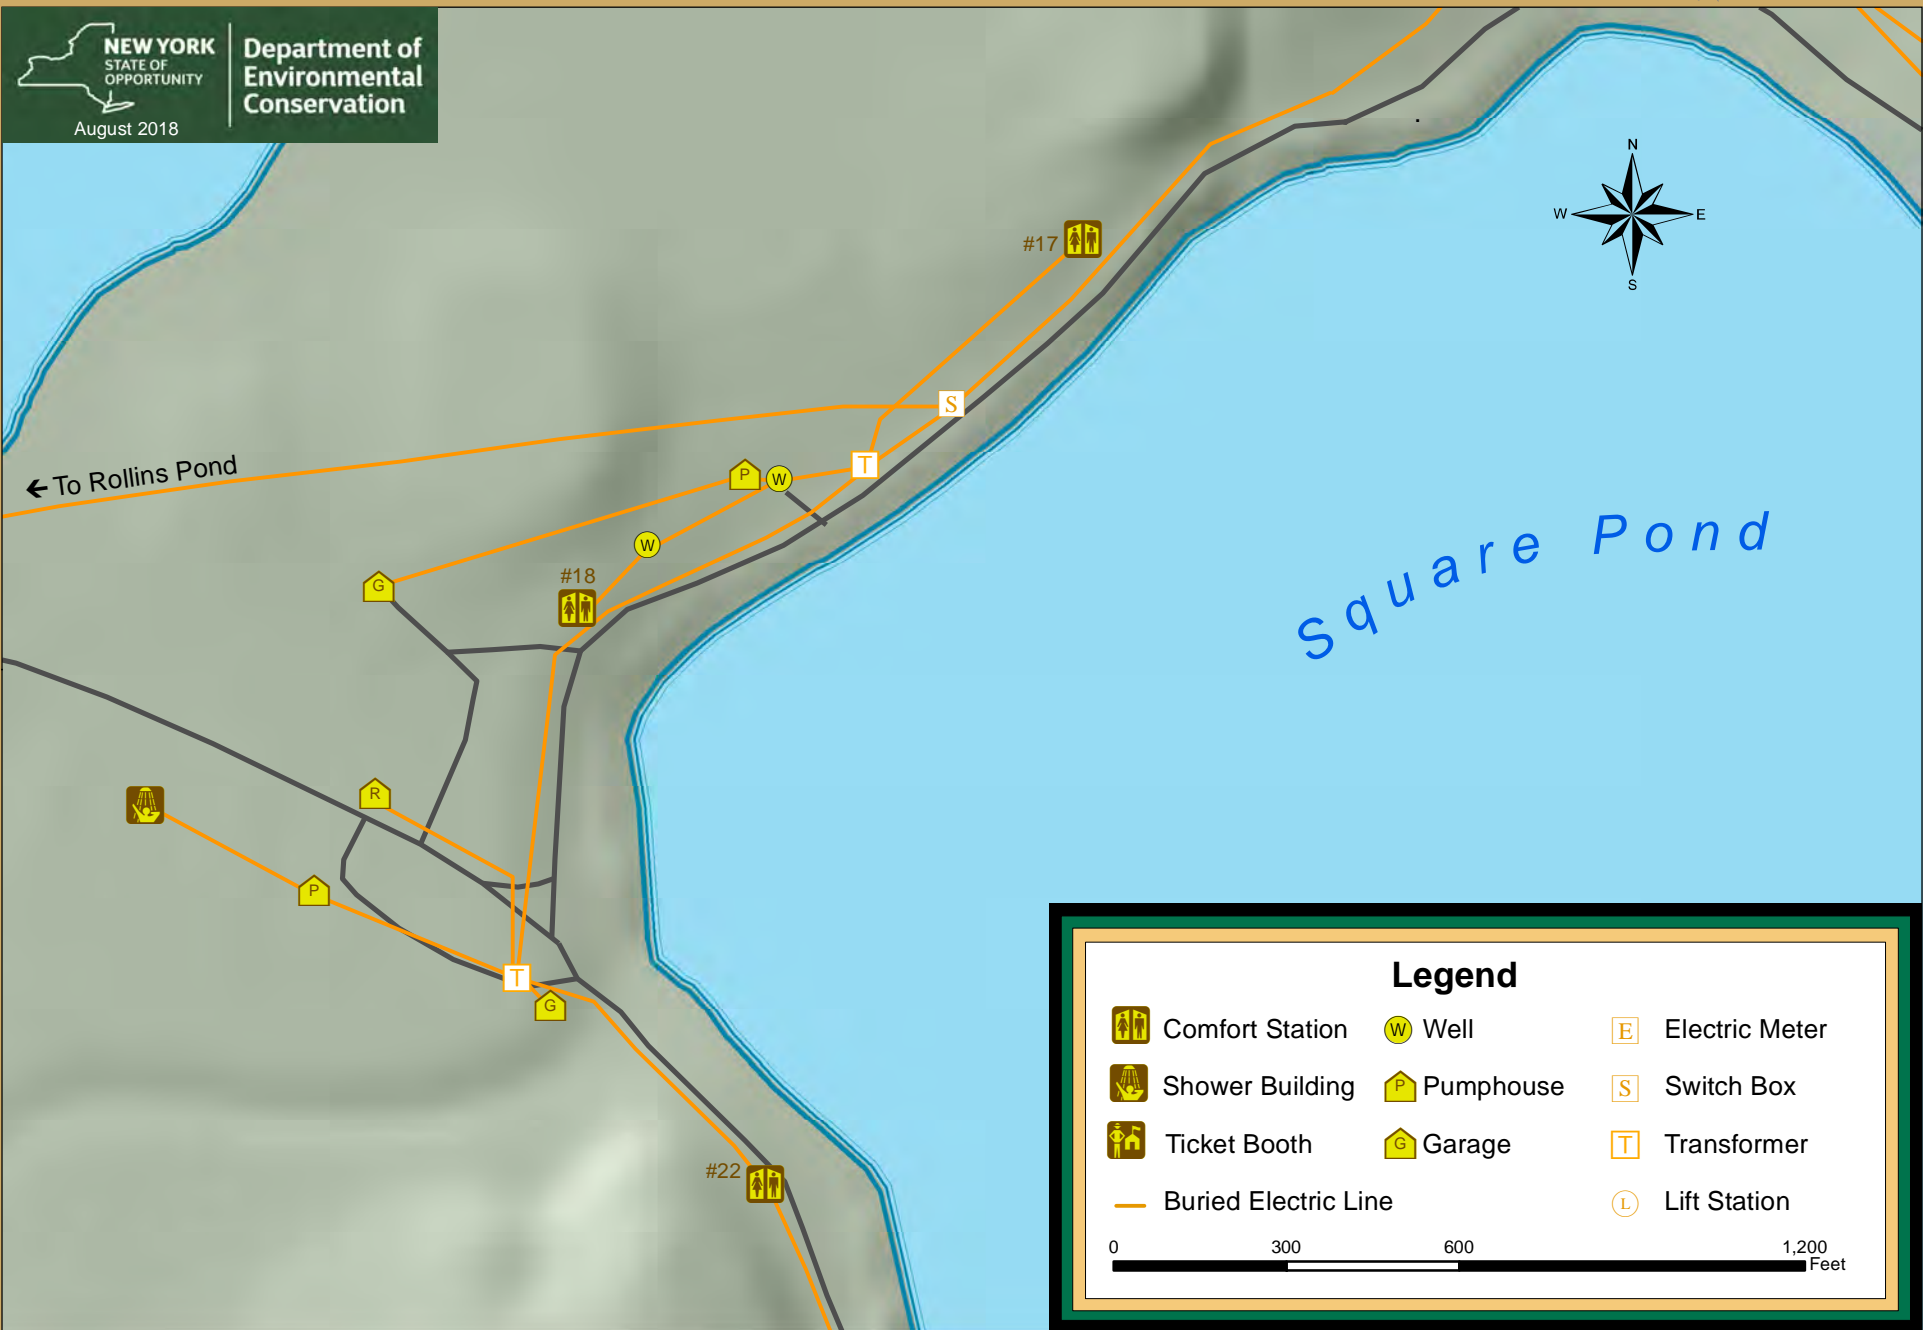 NEW YORK
STATE OF
OPPORTUNITY
Department of
Environmental
Conservation
August 2018
N
W E
S
#17
S
← To Rollins Pond
T
P
W
W
#18
G
Square Pond
R
P
T
G
#22
Legend
Comfort Station
W Well
E Electric Meter
Shower Building
P Pumphouse
S Switch Box
Ticket Booth
G Garage
T Transformer
Buried Electric Line
L Lift Station
0 300 600 1,200
Feet